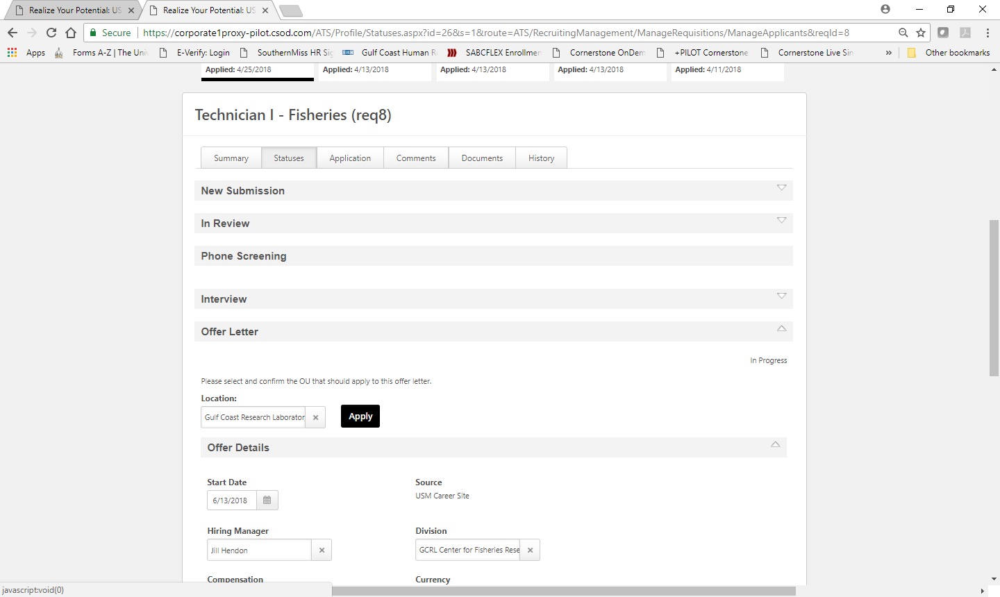 Realize Your Potential: US
Realize Your Potential: US
Secure
https://corporate1proxy-pilot.csod.com/ATS/Profile/Statuses.aspx?id=26&s=1&route=ATS/RecruitingManagement/ManageRequisitions/ManageApplicants&reqId=8
Apps Forms A-Z | The Uni E-Verify: Login SouthernMiss HR Sig Gulf Coast Human R SABCFLEX Enrollmen Cornerstone OnDem +PILOT Cornerstone Cornerstone Live Sin » Other bookmarks
Applied: 4/25/2018 Applied: 4/13/2018 Applied: 4/13/2018 Applied: 4/13/2018 Applied: 4/11/2018
Technician I - Fisheries (req8)
Summary Statuses Application Comments Documents History
New Submission
In Review
Phone Screening
Interview
Offer Letter
In Progress
Please select and confirm the OU that should apply to this offer letter.
Location:
Gulf Coast Research Laborator Apply
Offer Details
Start Date Source
6/13/2018 USM Career Site
Hiring Manager Division
Jill Hendon GCRL Center for Fisheries Rese
Compensation Currency
javascript:void(0)